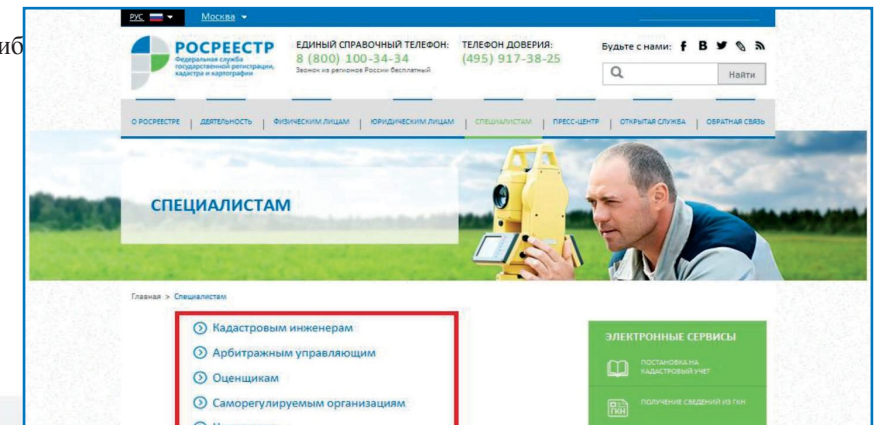 иб
РУС
Москва
РОСРЕЕСТР
Федеральная служба
государственной регистрации,
кадастра и картографии
ЕДИНЫЙ СПРАВОЧНЫЙ ТЕЛЕФОН:
8 (800) 100-34-34
Звонок из регионов России бесплатный
ТЕЛЕФОН ДОВЕРИЯ:
(495) 917-38-25
Будьте с нами:
Найти
О РОСРЕЕСТРЕ | ДЕЯТЕЛЬНОСТЬ | ФИЗИЧЕСКИМ ЛИЦАМ | ЮРИДИЧЕСКИМ ЛИЦАМ | СПЕЦИАЛИСТАМ | ПРЕСС-ЦЕНТР | ОТКРЫТАЯ СЛУЖБА | ОБРАТНАЯ СВЯЗЬ
СПЕЦИАЛИСТАМ
Главная > Специалистам
Кадастровым инженерам
Арбитражным управляющим
Оценщикам
Саморегулируемым организациям
ЭЛЕКТРОННЫЕ СЕРВИСЫ
ПОСТАНОВКА НА
КАДАСТРОВЫЙ УЧЕТ
ГКН
ПОЛУЧЕНИЕ СВЕДЕНИЙ ИЗ ГКН